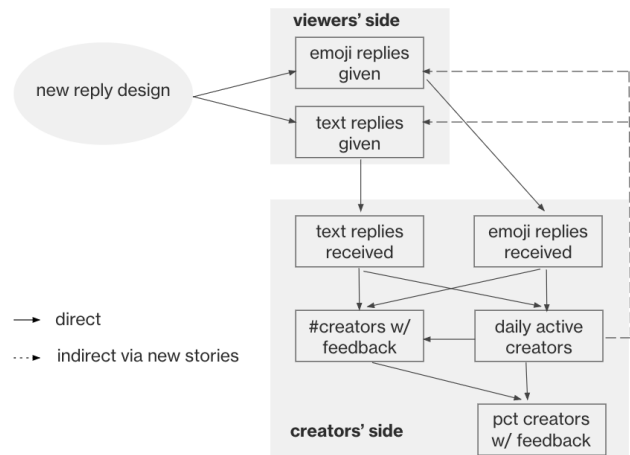 viewers' side
emoji replies
given
new reply design
text replies
given
text replies
received
emoji replies
received
#creators w/
feedback
daily active
creators
direct
indirect via new stories
pct creators
w/ feedback
creators' side